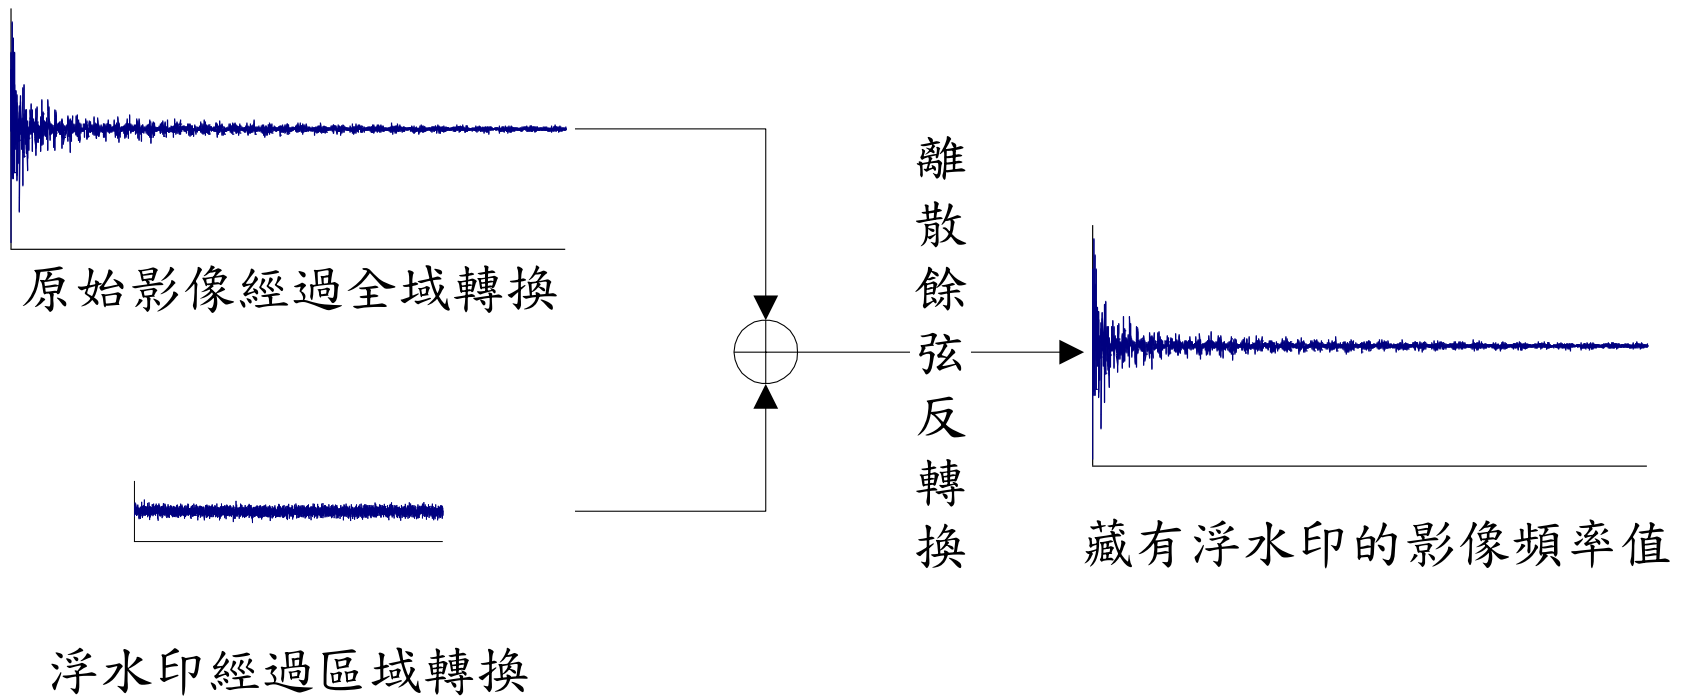 原始影像經過全域轉換
浮水印經過區域轉換
離散餘弦反轉換
藏有浮水印的影像頻率值